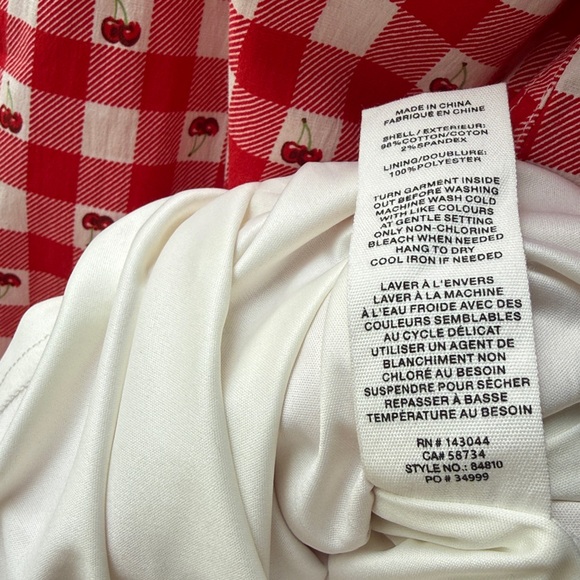 MADE IN CHINA
FABRIQUÉ EN CHINE
SHELL / EXTERIEUR:
98% COTTON/COTON
2% SPANDEX
LINING/DOUBLURE:
100% POLYESTER
TURN GARMENT INSIDE
OUT BEFORE WASHING
MACHINE WASH COLD
WITH LIKE COLOURS
AT GENTLE SETTING
ONLY NON-CHLORINE
BLEACH WHEN NEEDED
HANG TO DRY
COOL IRON IF NEEDED
LAVER À L'ENVERS
LAVER À LA MACHINE
À L'EAU FROIDE AVEC DES
COULEURS SEMBLABLES
AU CYCLE DÉLICAT
UTILISER UN AGENT DE
BLANCHIMENT NON
CHLORÉ AU BESOIN
SUSPENDRE POUR SÈCHER
REPASSER À BASSE
TEMPÉRATURE AU BESOIN
RN # 143044
CA# 58734
STYLE NO.: 84810
PO # 34999